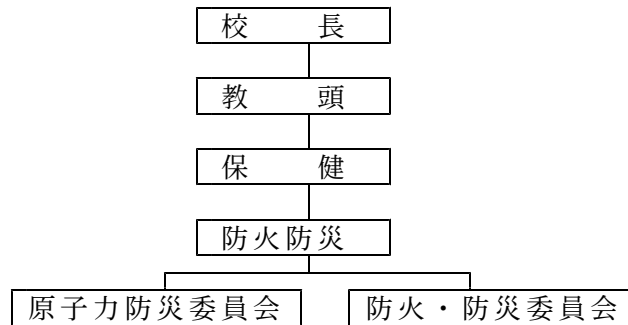 校長
教頭
保健
防火防災
原子力防災委員会
防火・防災委員会